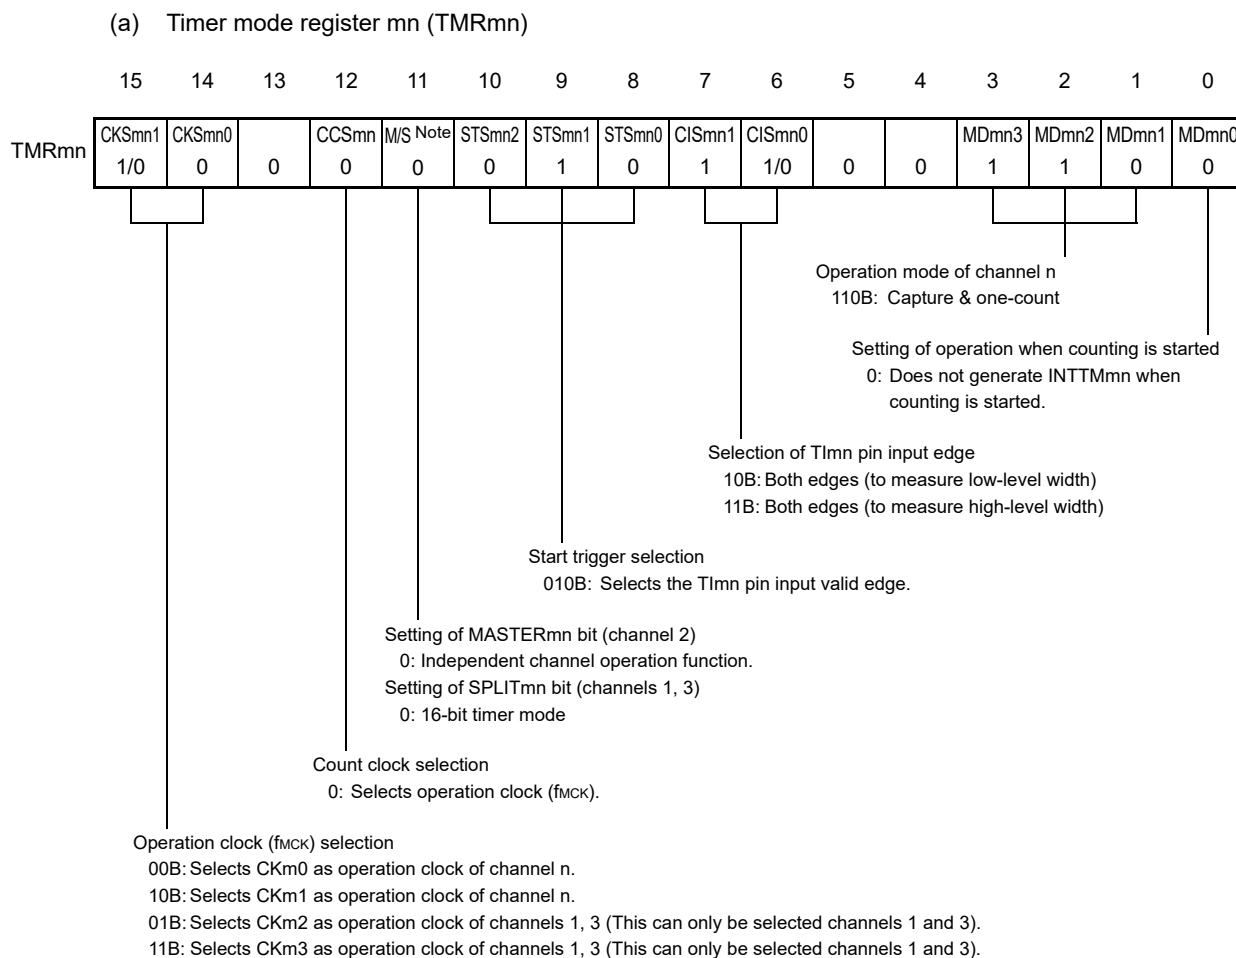 (a) Timer mode register mn (TMRmn)
15 14 13 12 11 10 9 8 7 6 5 4 3 2 1 0
TMRmn CKSmn1 CKSmn0 CCSmn M/S Note STSmn2 STSmn1 STSmn0 CISmn1 CISmn0 MDmn3 MDmn2 MDmn1 MDmn0
1/0 0 0 0 0 0 1 0 1 1/0 0 0 1 1 0 0
Operation mode of channel n
110B: Capture & one-count
Setting of operation when counting is started
0: Does not generate INTTMmn when
counting is started.
Selection of TImn pin input edge
10B: Both edges (to measure low-level width)
11B: Both edges (to measure high-level width)
Start trigger selection
010B: Selects the TImn pin input valid edge.
Setting of MASTERmn bit (channel 2)
0: Independent channel operation function.
Setting of SPLITmn bit (channels 1, 3)
0: 16-bit timer mode
Count clock selection
0: Selects operation clock (fMCK).
Operation clock (fMCK) selection
00B: Selects CKm0 as operation clock of channel n.
10B: Selects CKm1 as operation clock of channel n.
01B: Selects CKm2 as operation clock of channels 1, 3 (This can only be selected channels 1 and 3).
11B: Selects CKm3 as operation clock of channels 1, 3 (This can only be selected channels 1 and 3).